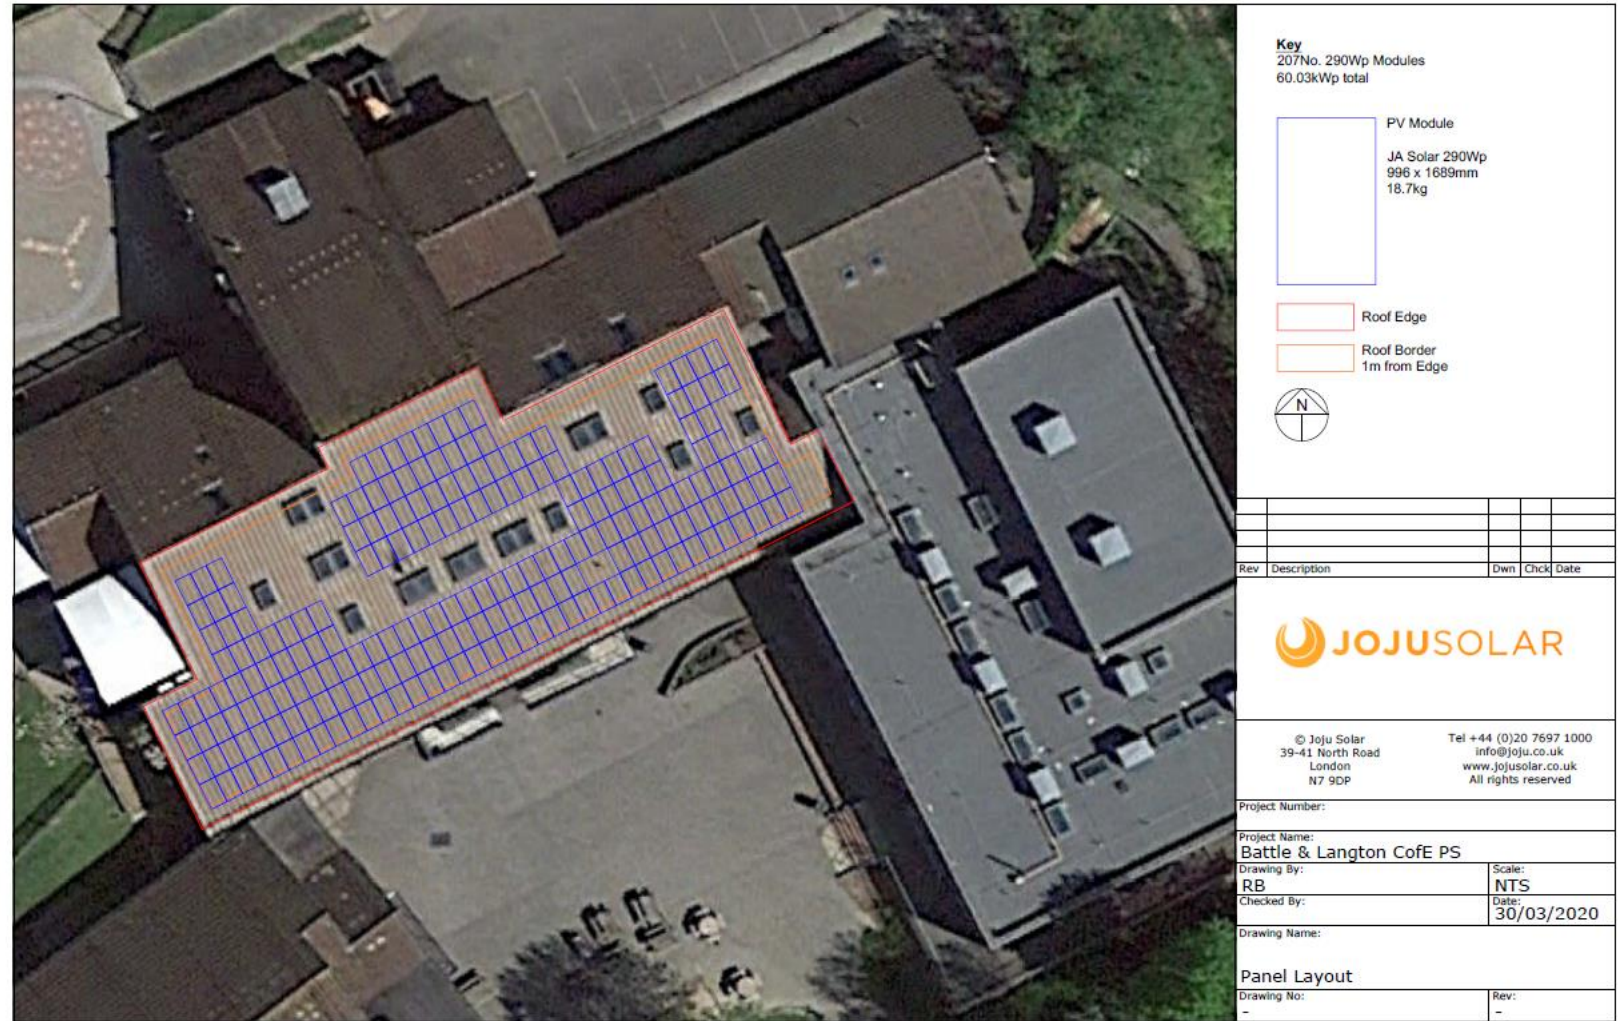 Key
207No. 290Wp Modules
60.03kWp total
PV Module
JA Solar 290Wp
996 x 1689mm
18.7kg
Roof Edge
Roof Border
1m from Edge
N
Rev Description Dwn Chck Date
JOJUSOLAR
© Joju Solar
39-41 North Road
London
N7 9DP
Tel +44 (0)20 7697 1000
info@joju.co.uk
www.jojusolar.co.uk
All rights reserved
Project Number:
Project Name:
Battle & Langton CofE PS
Drawing By:
RB
Scale:
NTS
Checked By:
Date:
30/03/2020
Drawing Name:
Panel Layout
Drawing No:
-
Rev:
-